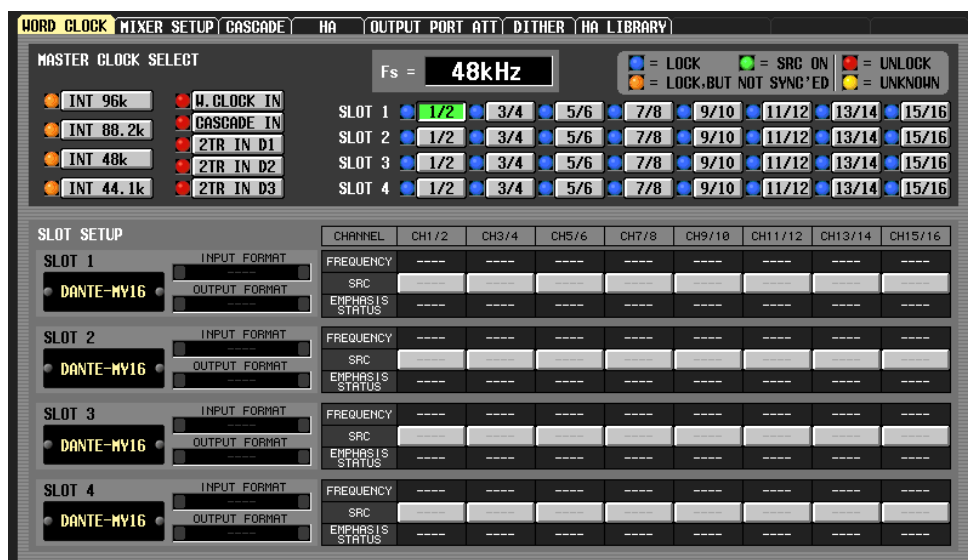 WORD CLOCK MIXER SETUP CASCADE HA OUTPUT PORT ATT DITHER HA LIBRARY
MASTER CLOCK SELECT
Fs = 48kHz
= LOCK = SRC ON = UNLOCK
= LOCK,BUT NOT SYNC'ED = UNKNOWN
INT 96k
INT 88.2k
INT 48k
INT 44.1k
W.CLOCK IN
CASCADE IN
2TR IN D1
2TR IN D2
2TR IN D3
SLOT 1 1/2 3/4 5/6 7/8 9/10 11/12 13/14 15/16
SLOT 2 1/2 3/4 5/6 7/8 9/10 11/12 13/14 15/16
SLOT 3 1/2 3/4 5/6 7/8 9/10 11/12 13/14 15/16
SLOT 4 1/2 3/4 5/6 7/8 9/10 11/12 13/14 15/16
SLOT SETUP
CHANNEL CH1/2 CH3/4 CH5/6 CH7/8 CH9/10 CH11/12 CH13/14 CH15/16
SLOT 1
DANTE-MY16
INPUT FORMAT
----
OUTPUT FORMAT
----
FREQUENCY ---- ---- ---- ---- ---- ---- ---- ----
SRC ---- ---- ---- ---- ---- ---- ---- ----
EMPHASIS
STATUS ---- ---- ---- ---- ---- ---- ---- ----
SLOT 2
DANTE-MY16
INPUT FORMAT
----
OUTPUT FORMAT
----
FREQUENCY ---- ---- ---- ---- ---- ---- ---- ----
SRC ---- ---- ---- ---- ---- ---- ---- ----
EMPHASIS
STATUS ---- ---- ---- ---- ---- ---- ---- ----
SLOT 3
DANTE-MY16
INPUT FORMAT
----
OUTPUT FORMAT
----
FREQUENCY ---- ---- ---- ---- ---- ---- ---- ----
SRC ---- ---- ---- ---- ---- ---- ---- ----
EMPHASIS
STATUS ---- ---- ---- ---- ---- ---- ---- ----
SLOT 4
DANTE-MY16
INPUT FORMAT
----
OUTPUT FORMAT
----
FREQUENCY ---- ---- ---- ---- ---- ---- ---- ----
SRC ---- ---- ---- ---- ---- ---- ---- ----
EMPHASIS
STATUS ---- ---- ---- ---- ---- ---- ---- ----